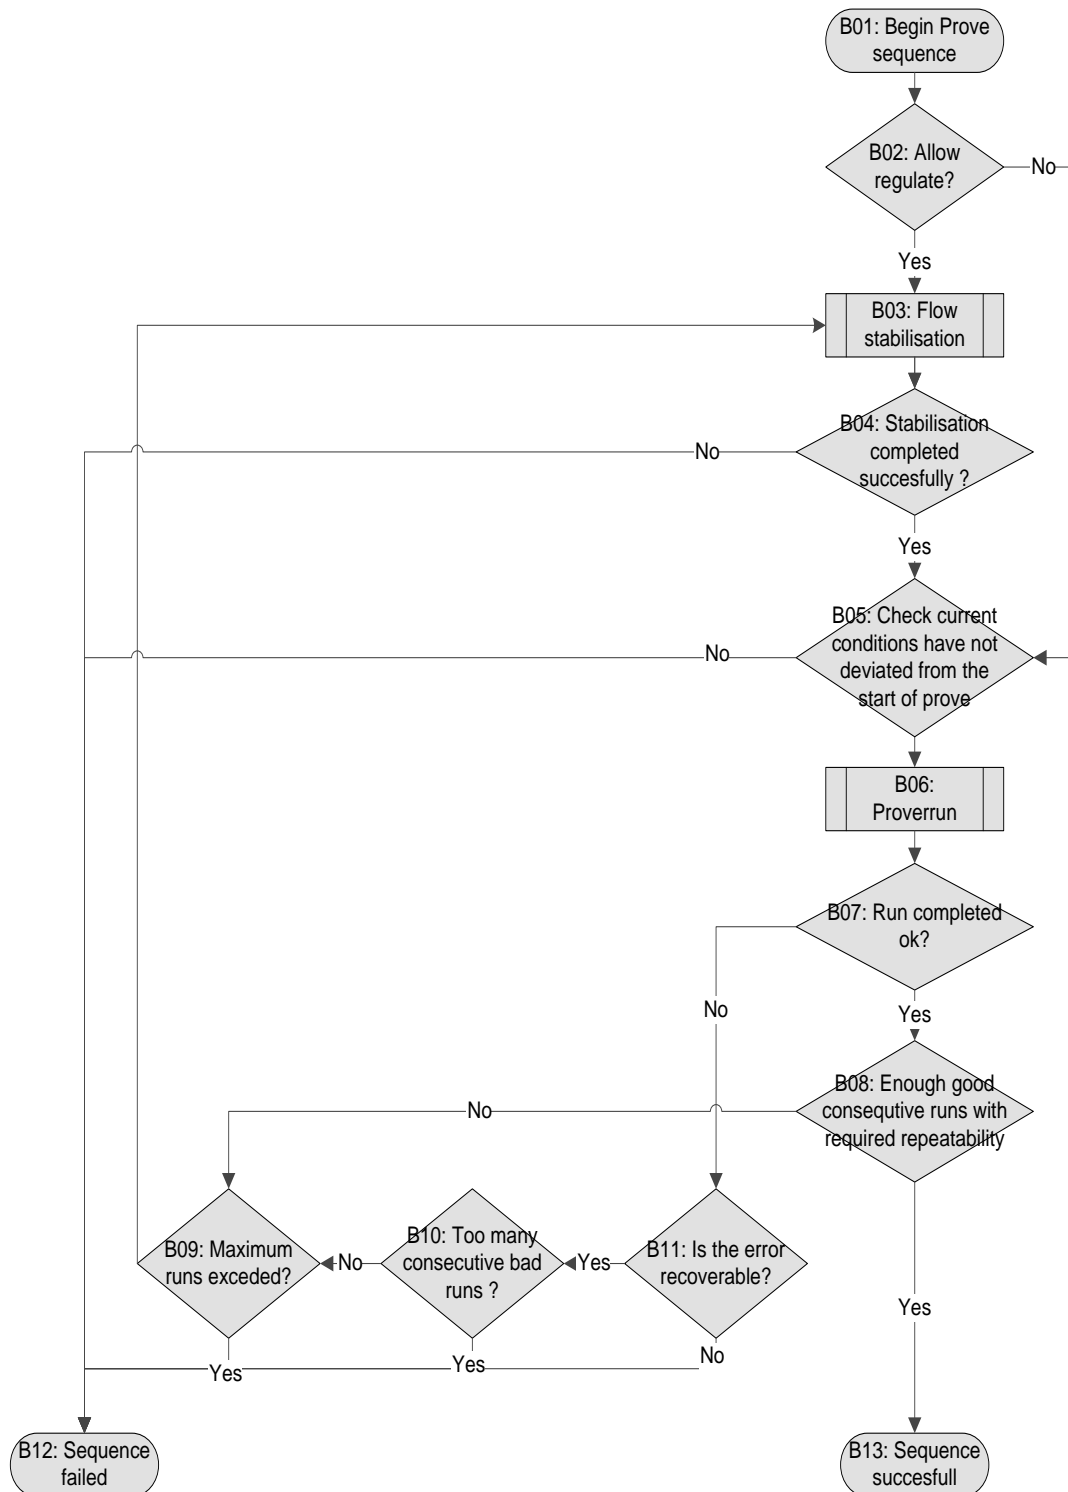 B01: Begin Prove
sequence
B02: Allow
regulate?
No
Yes
B03: Flow
stabilisation
B04: Stabilisation
completed
succesfully ?
No
Yes
B05: Check current
conditions have not
deviated from the
start of prove
No
B06:
Proverrun
B07: Run completed
ok?
No
Yes
B08: Enough good
consequtive runs with
required repeatability
No
B09: Maximum
runs exceded?
No
B10: Too many
consecutive bad
runs ?
Yes
B11: Is the error
recoverable?
Yes
Yes
Yes
No
B12: Sequence
failed
B13: Sequence
succesfull